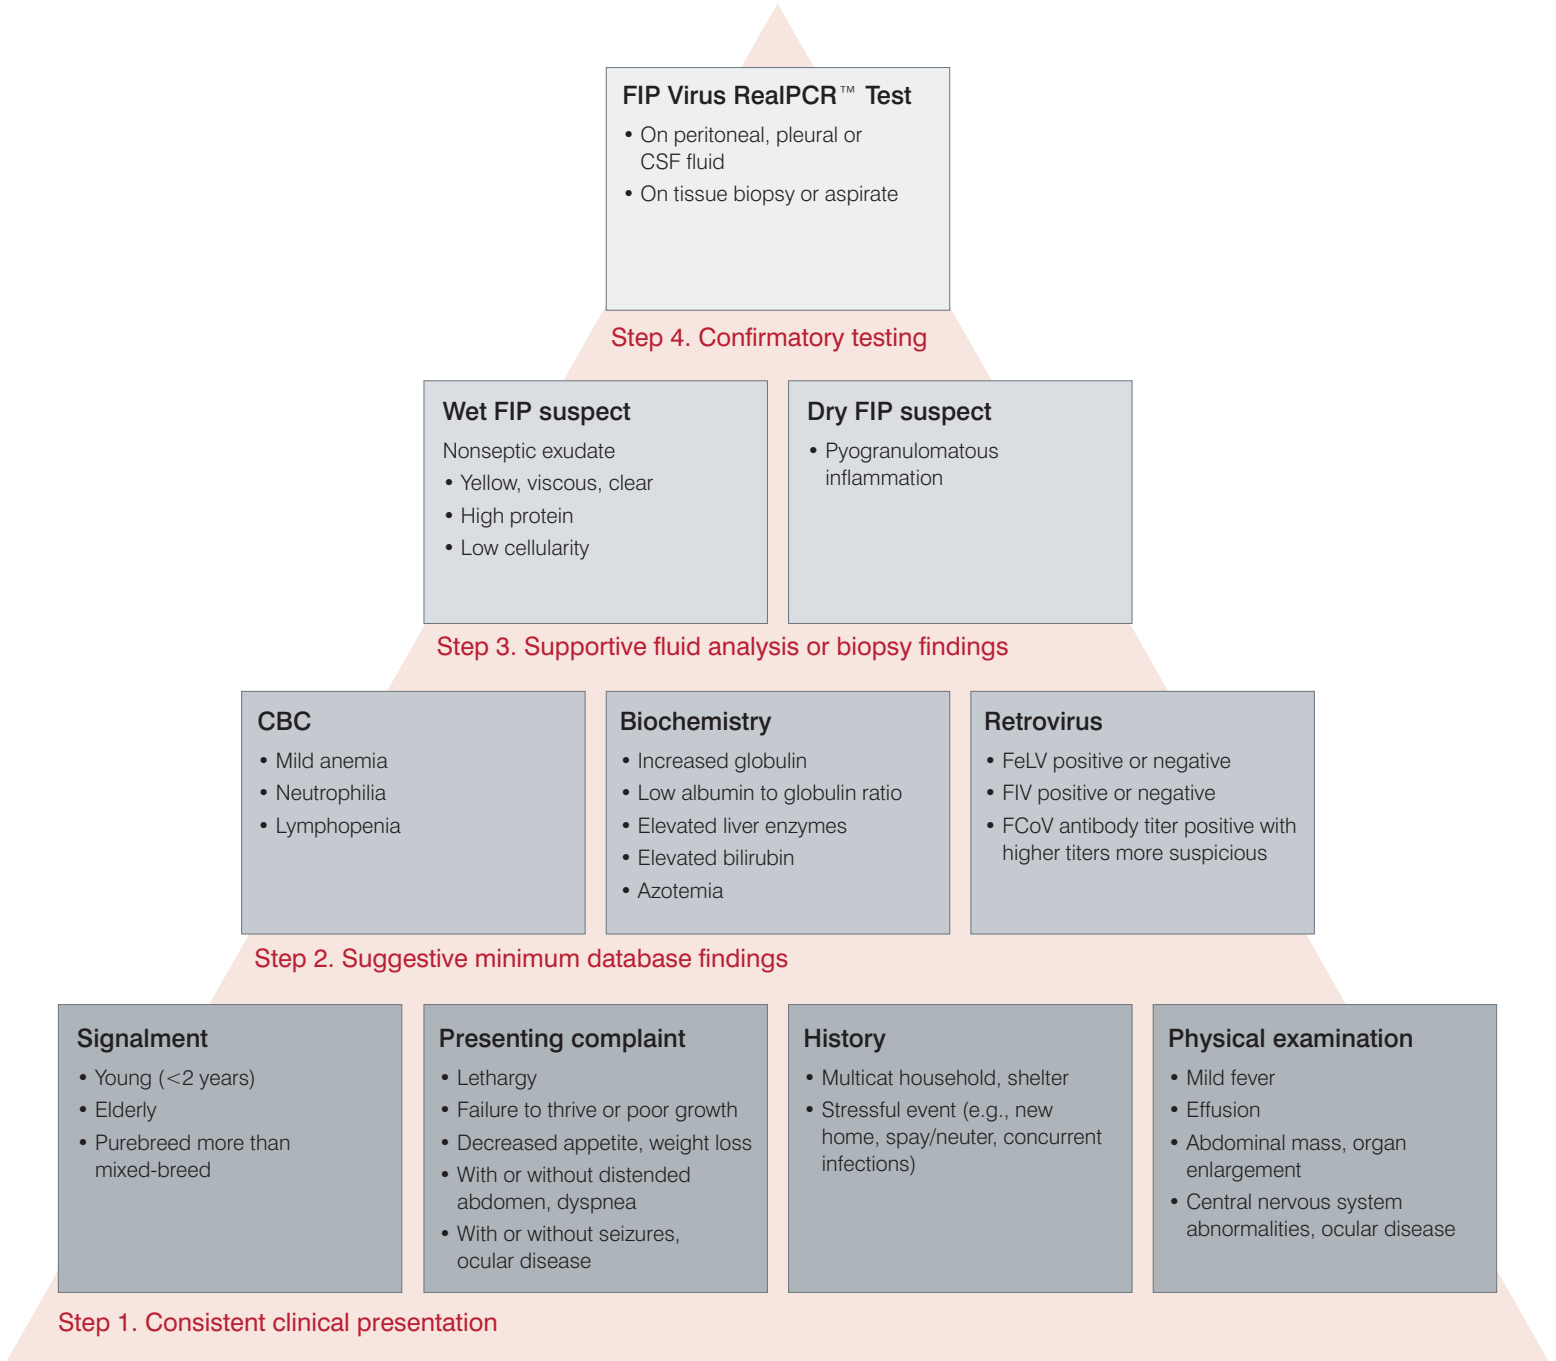 FIP Virus RealPCR™ Test
• On peritoneal, pleural or
CSF fluid
• On tissue biopsy or aspirate
Step 4. Confirmatory testing
Wet FIP suspect
Nonseptic exudate
• Yellow, viscous, clear
• High protein
• Low cellularity
Dry FIP suspect
• Pyogranulomatous
inflammation
Step 3. Supportive fluid analysis or biopsy findings
CBC
• Mild anemia
• Neutrophilia
• Lymphopenia
Biochemistry
• Increased globulin
• Low albumin to globulin ratio
• Elevated liver enzymes
• Elevated bilirubin
• Azotemia
Retrovirus
• FeLV positive or negative
• FIV positive or negative
• FCoV antibody titer positive with
higher titers more suspicious
Step 2. Suggestive minimum database findings
Signalment
• Young (<2 years)
• Elderly
• Purebreed more than
mixed-breed
Presenting complaint
• Lethargy
• Failure to thrive or poor growth
• Decreased appetite, weight loss
• With or without distended
abdomen, dyspnea
• With or without seizures,
ocular disease
History
• Multicat household, shelter
• Stressful event (e.g., new
home, spay/neuter, concurrent
infections)
Physical examination
• Mild fever
• Effusion
• Abdominal mass, organ
enlargement
• Central nervous system
abnormalities, ocular disease
Step 1. Consistent clinical presentation